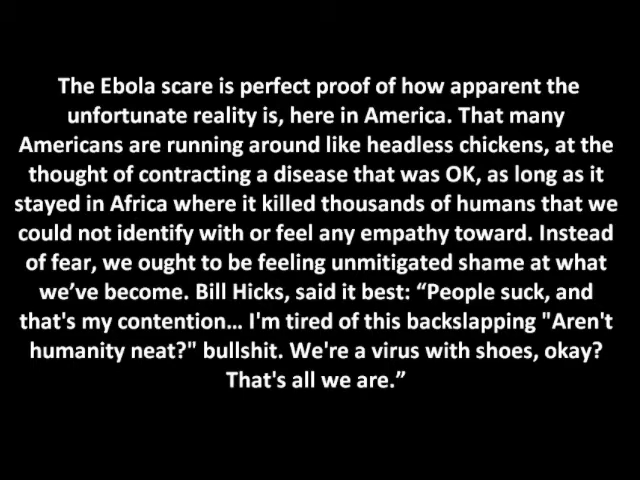 The Ebola scare is perfect proof of how apparent the
unfortunate reality is, here in America. That many
Americans are running around like headless chickens, at the
thought of contracting a disease that was OK, as long as it
stayed in Africa where it killed thousands of humans that we
could not identify with or feel any empathy toward. Instead
of fear, we ought to be feeling unmitigated shame at what
we’ve become. Bill Hicks, said it best: “People suck, and
that's my contention… I'm tired of this backslapping "Aren't
humanity neat?" bullshit. We're a virus with shoes, okay?
That's all we are.”